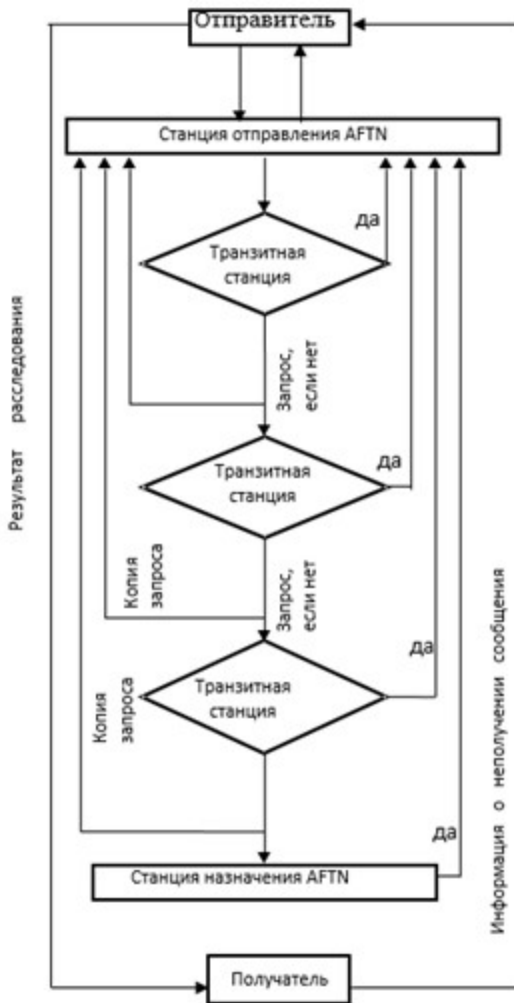 Отправитель
Станция отправления AFTN
да
Транзитная
станция
Запрос,
если нет
Транзитная
станция
да
Копия
запроса
Запрос,
если нет
Транзитная
станция
да
Копия
запроса
да
Станция назначения AFTN
Получатель
Результат расследования
Информация о неполучении сообщения